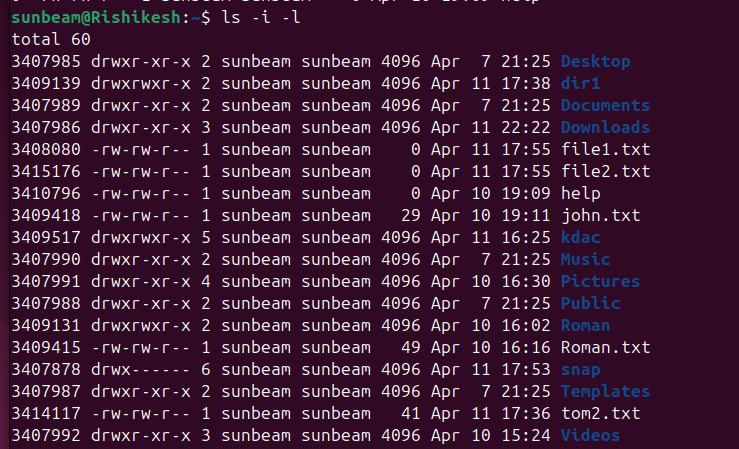 sunbeam@Rishikesh:~$ ls -i -l
total 60
3407985 drwxr-xr-x 2 sunbeam sunbeam 4096 Apr  7 21:25 Desktop
3409139 drwxrwxr-x 2 sunbeam sunbeam 4096 Apr 11 17:38 dir1
3407989 drwxr-xr-x 2 sunbeam sunbeam 4096 Apr  7 21:25 Documents
3407986 drwxr-xr-x 3 sunbeam sunbeam 4096 Apr 11 22:22 Downloads
3408080 -rw-rw-r-- 1 sunbeam sunbeam    0 Apr 11 17:55 file1.txt
3415176 -rw-rw-r-- 1 sunbeam sunbeam    0 Apr 11 17:55 file2.txt
3410796 -rw-rw-r-- 1 sunbeam sunbeam    0 Apr 10 19:09 help
3409418 -rw-rw-r-- 1 sunbeam sunbeam   29 Apr 10 19:11 john.txt
3409517 drwxrwxr-x 5 sunbeam sunbeam 4096 Apr 11 16:25 kdac
3407990 drwxr-xr-x 2 sunbeam sunbeam 4096 Apr  7 21:25 Music
3407991 drwxr-xr-x 4 sunbeam sunbeam 4096 Apr 10 16:30 Pictures
3407988 drwxr-xr-x 2 sunbeam sunbeam 4096 Apr  7 21:25 Public
3409131 drwxrwxr-x 2 sunbeam sunbeam 4096 Apr 10 16:02 Roman
3409415 -rw-rw-r-- 1 sunbeam sunbeam   49 Apr 10 16:16 Roman.txt
3407878 drwx------ 6 sunbeam sunbeam 4096 Apr 11 17:53 snap
3407987 drwxr-xr-x 2 sunbeam sunbeam 4096 Apr  7 21:25 Templates
3414117 -rw-rw-r-- 1 sunbeam sunbeam   41 Apr 11 17:36 tom2.txt
3407992 drwxr-xr-x 3 sunbeam sunbeam 4096 Apr 10 15:24 Videos